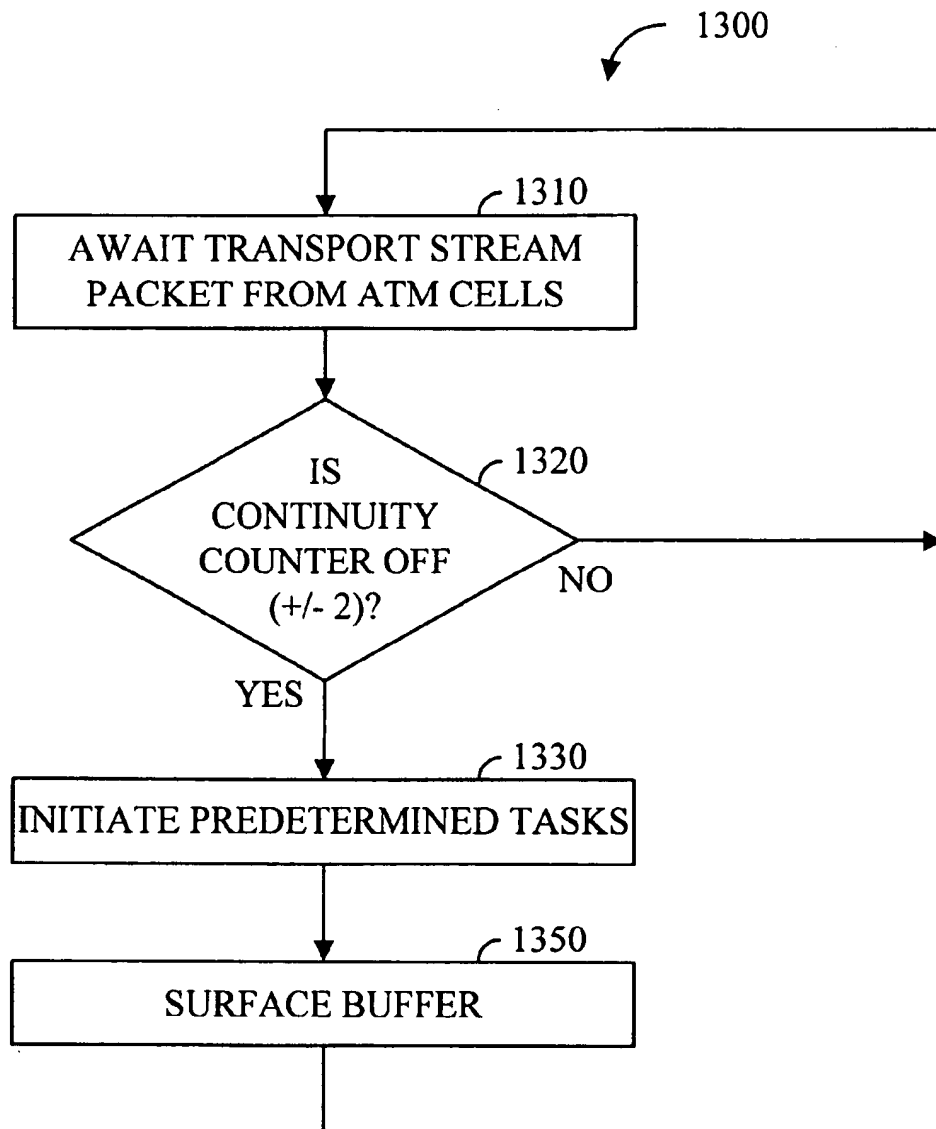 1300
1310
AWAIT TRANSPORT STREAM
PACKET FROM ATM CELLS
1320
IS
CONTINUITY
COUNTER OFF
(+/- 2)?
NO
YES
1330
INITIATE PREDETERMINED TASKS
1350
SURFACE BUFFER